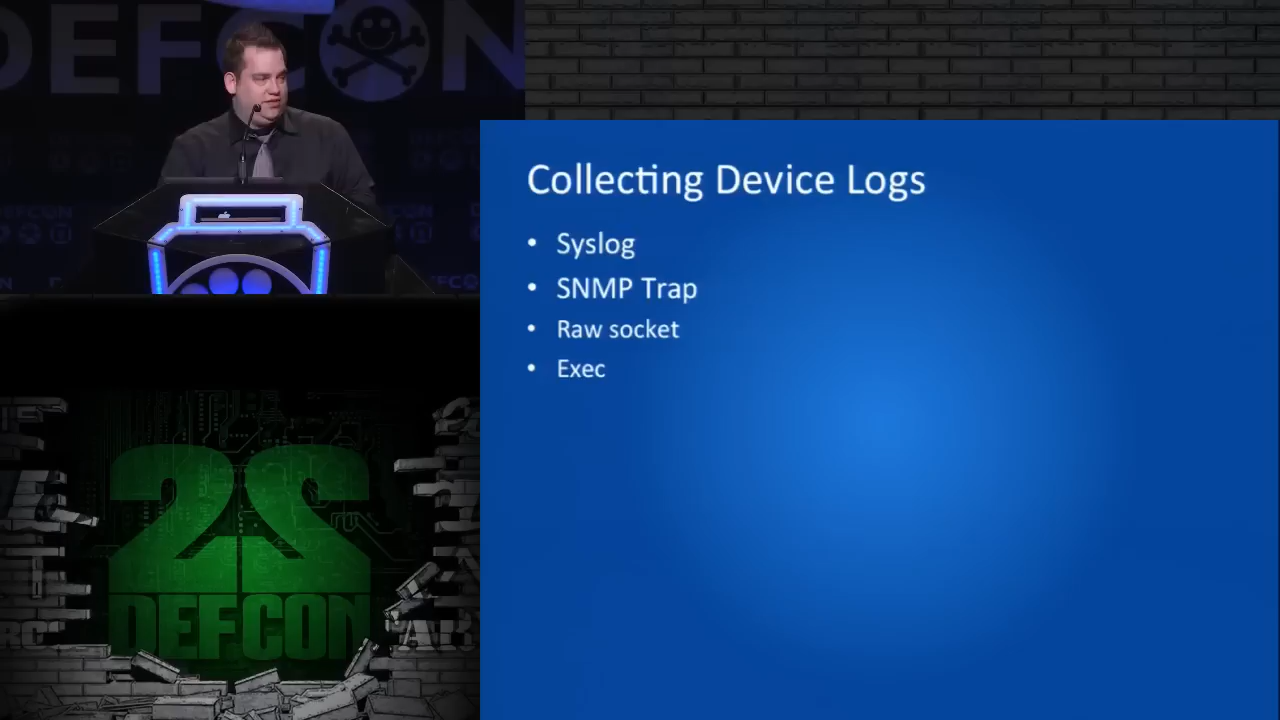 DEFCON
Collecting Device Logs
• Syslog
• SNMP Trap
• Raw socket
• Exec
22
DEFCON